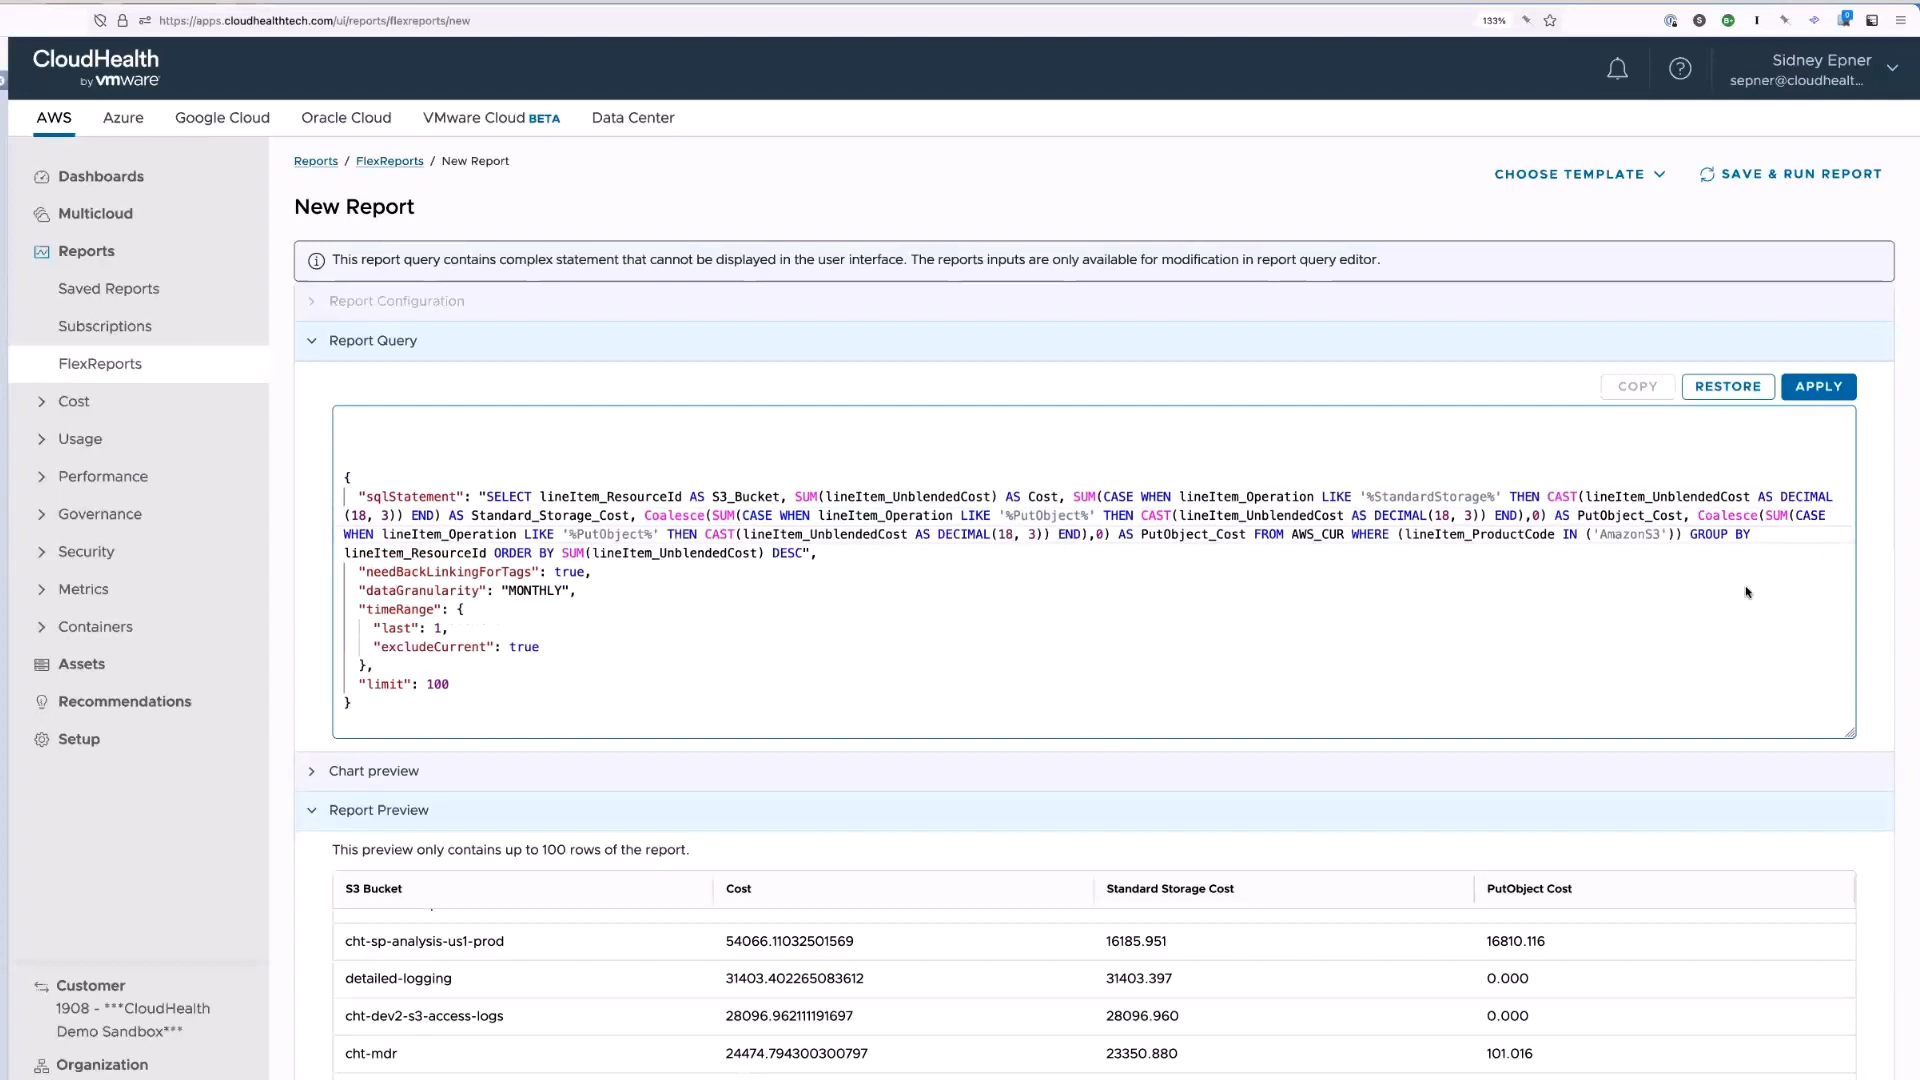 https://apps.cloudhealthtech.com/ui/reports/flexreports/new
133%
CloudHealth
by vmware
Sidney Epner
sepner@cloudhealt...
AWS
Azure
Google Cloud
Oracle Cloud
VMware Cloud BETA
Data Center
Dashboards
Multicloud
Reports
Saved Reports
Subscriptions
FlexReports
Cost
Usage
Performance
Governance
Security
Metrics
Containers
Assets
Recommendations
Setup
Customer
1908 - ***CloudHealth
Demo Sandbox***
Organization
Reports / FlexReports / New Report
CHOOSE TEMPLATE
SAVE & RUN REPORT
New Report
This report query contains complex statement that cannot be displayed in the user interface. The reports inputs are only available for modification in report query editor.
Report Configuration
Report Query
COPY
RESTORE
APPLY
{
"sqlStatement": "SELECT lineItem_ResourceId AS S3_Bucket, SUM(lineItem_UnblendedCost) AS Cost, SUM(CASE WHEN lineItem_Operation LIKE '%StandardStorage%' THEN CAST(lineItem_UnblendedCost AS DECIMAL
(18, 3)) END) AS Standard_Storage_Cost, Coalesce(SUM(CASE WHEN lineItem_Operation LIKE '%PutObject%' THEN CAST(lineItem_UnblendedCost AS DECIMAL(18, 3)) END),0) AS PutObject_Cost, Coalesce(SUM(CASE
WHEN lineItem_Operation LIKE '%PutObject%' THEN CAST(lineItem_UnblendedCost AS DECIMAL(18, 3)) END),0) AS PutObject_Cost FROM AWS_CUR WHERE (lineItem_ProductCode IN ('AmazonS3')) GROUP BY
lineItem_ResourceId ORDER BY SUM(lineItem_UnblendedCost) DESC",
"needBackLinkingForTags": true,
"dataGranularity": "MONTHLY",
"timeRange": {
"last": 1,
"excludeCurrent": true
},
"limit": 100
}
Chart preview
Report Preview
This preview only contains up to 100 rows of the report.
S3 Bucket Cost Standard Storage Cost PutObject Cost
cht-sp-analysis-us1-prod 54066.11032501569 16185.951 16810.116
detailed-logging 31403.402265083612 31403.397 0.000
cht-dev2-s3-access-logs 28096.962111191697 28096.960 0.000
cht-mdr 24474.794300300797 23350.880 101.016